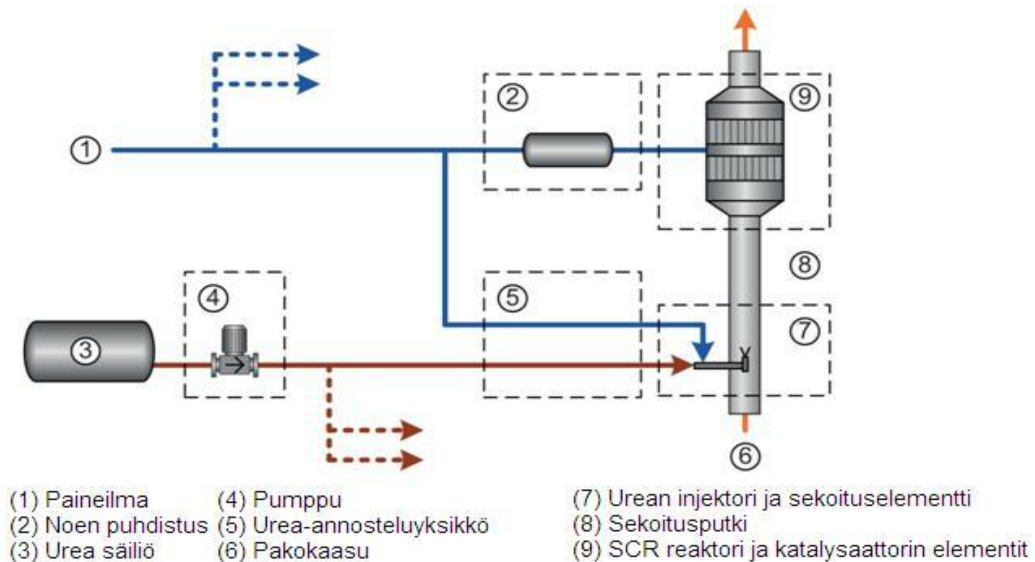 ①
②
⑨
⑧
④
⑤
⑦
③
⑥
(1) Paineilma
(2) Noen puhdistus
(3) Urea säiliö
(4) Pumppu
(5) Urea-annosteluyksikkö
(6) Pakokaasu
(7) Urean injektori ja sekoituselementti
(8) Sekoitusputki
(9) SCR reaktori ja katalysaattorin elementit